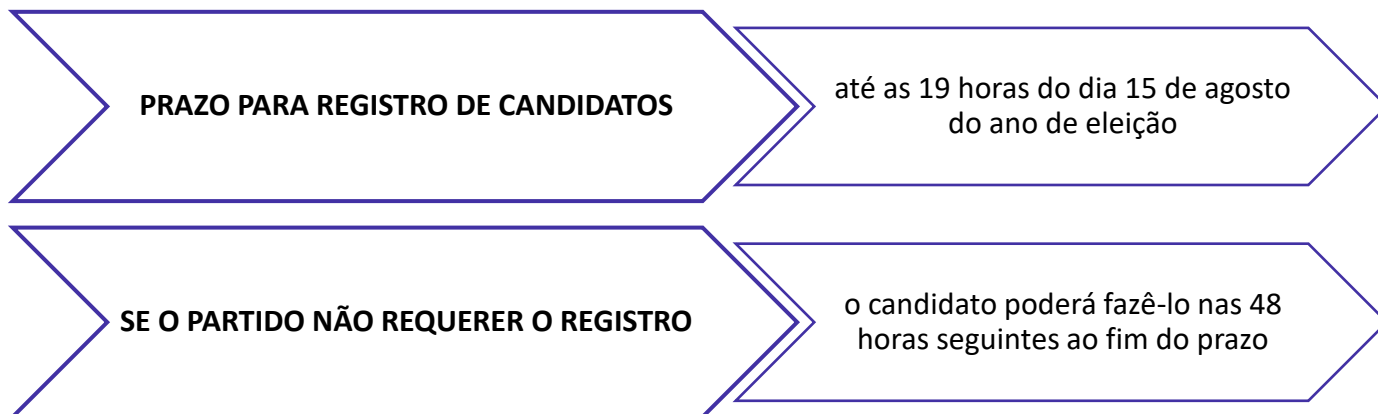 PRAZO PARA REGISTRO DE CANDIDATOS
até as 19 horas do dia 15 de agosto
do ano de eleição
SE O PARTIDO NÃO REQUERER O REGISTRO
o candidato poderá fazê-lo nas 48
horas seguintes ao fim do prazo